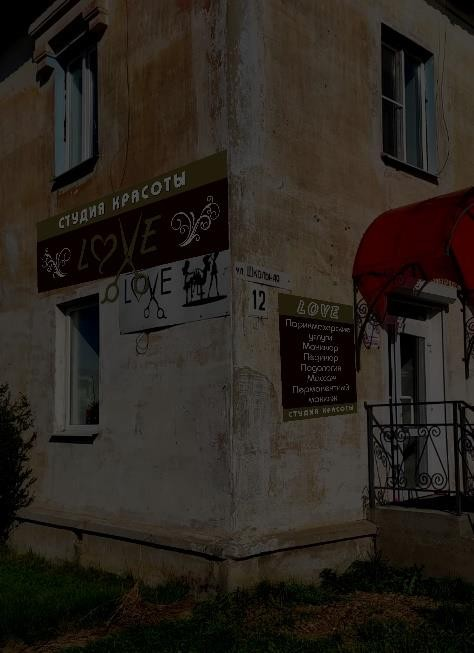 СТУДИЯ КРАСОТЫ
LOVE
LOVE
ул. Школьная
12
LOVE
Парикмахерские
услуги
Маникюр
Педикюр
Подология
Массаж
Перманентный
макияж
СТУДИЯ КРАСОТЫ